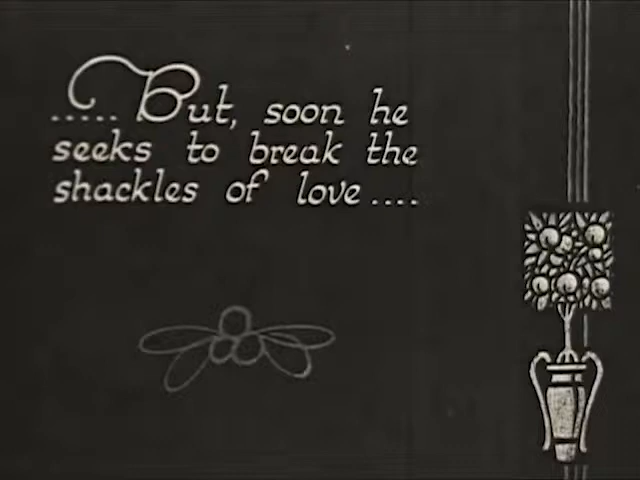 ..... But, soon he
seeks to break the
shackles of love ....